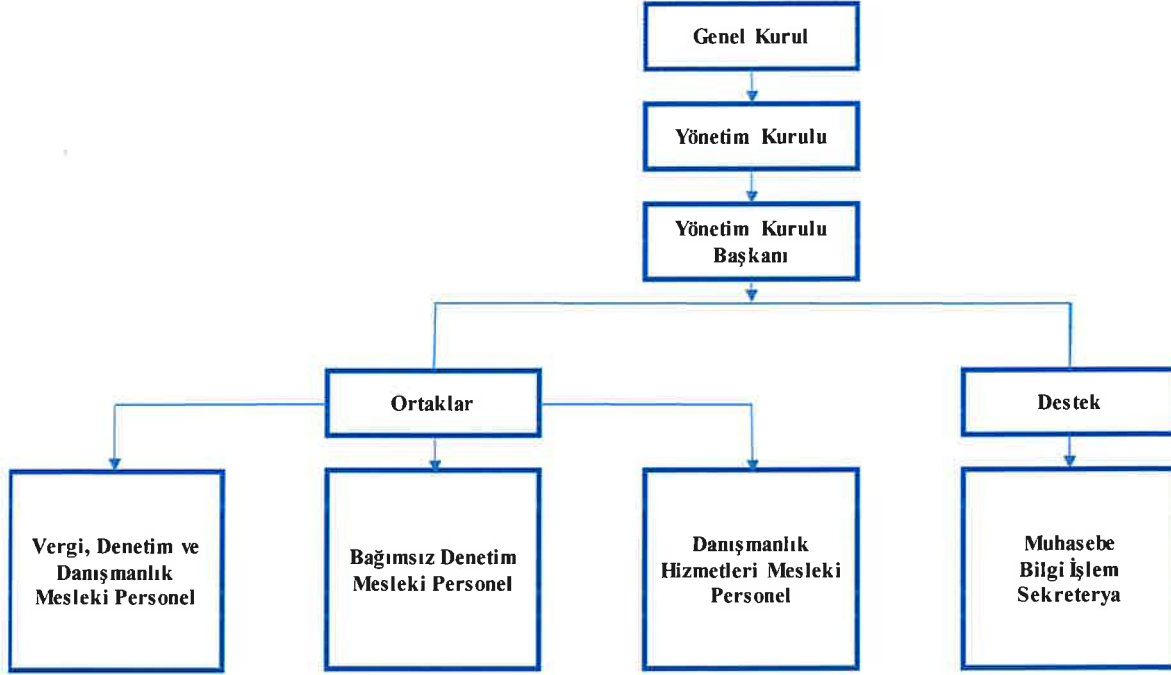 Genel Kurul
Yönetim Kurulu
Yönetim Kurulu
Başkanı
Ortaklar
Destek
Vergi, Denetim ve
Danışmanlık
Mesleki Personel
Bağımsız Denetim
Mesleki Personel
Danışmanlık
Hizmetleri Mesleki
Personel
Muhasebe
Bilgi İşlem
Sekreterya